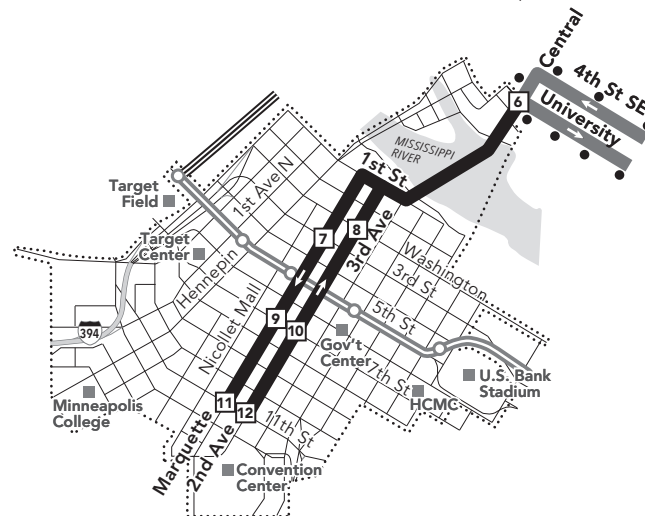 Central
4th St SE
University
6
MISSISSIPPI
RIVER
1st St
Target
Field
1st Ave N
7
8
3rd Ave
Target
Center
Washington
Hennepin
3rd St
394
Nicollet Mall
9
10
5th St
Gov't
Center
7th St
U.S. Bank
Stadium
HCMC
Minneapolis
College
11
12
11th St
Marquette
2nd Ave
Convention
Center